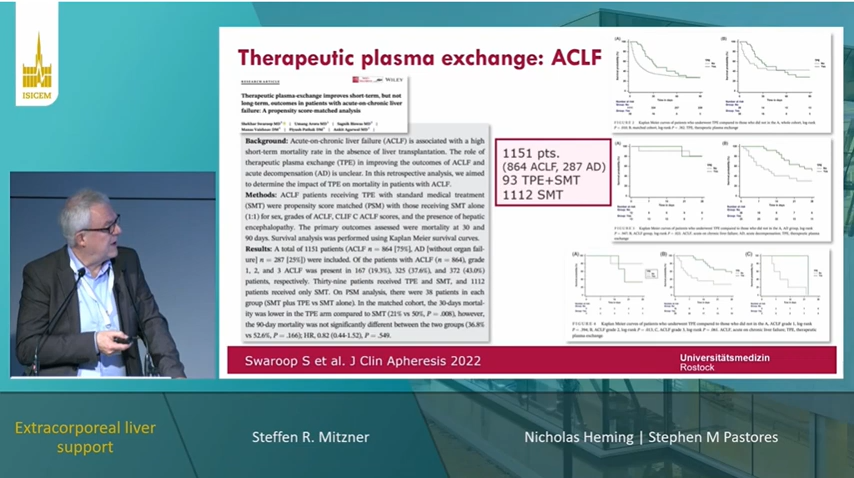 ISICEM
Therapeutic plasma exchange: ACLF
RESEARCH ARTICLE
WILEY
Therapeutic plasma-exchange improves short-term, but not
long-term, outcomes in patients with acute-on-chronic liver
failure: A propensity score-matched analysis
Background: Acute-on-chronic liver failure (ACLF) is associated with a high
short-term mortality rate in the absence of liver transplantation. The role of
therapeutic plasma exchange (TPE) in improving the outcomes of ACLF and
acute decompensation (AD) is unclear. In this retrospective analysis, we aimed
to determine the impact of TPE on mortality in patients with ACLF.
Methods: ACLF patients receiving TPE with standard medical treatment
(SMT) were propensity score matched (PSM) with those receiving SMT alone
(1:1) for sex, grades of ACLF, CLIF C ACLF scores, and the presence of hepatic
encephalopathy. The primary outcomes assessed were mortality at 30 and
90 days. Survival analysis was performed using Kaplan Meier survival curves.
Results: A total of 1151 patients (ACLF n = 864 [75%], AD [without organ fail-
ure] n = 287 [25%]) were included. Of the patients with ACLF (n = 864), grade
1, 2, and 3 ACLF was present in 167 (19.3%), 325 (37.6%), and 372 (43.0%)
patients, respectively. Thirty-nine patients received TPE and SMT, and 1112
patients received only SMT. On PSM analysis, there were 38 patients in each
group (SMT plus TPE vs SMT alone). In the matched cohort, the 30-days mortal-
ity was lower in the TPE arm compared to SMT (21% vs 50%, P = .008), however,
the 90-day mortality was not significantly different between the two groups (36.8%
vs 52.6%, P = .166); HR, 0.82 (0.44-1.52), P = .549).
1151 pts.
(864 ACLF, 287 AD)
93 TPE+SMT
1112 SMT
Swaroop S et al. J Clin Apheresis 2022
Universitätsmedizin
Rostock
Extracorporeal liver
support
Steffen R. Mitzner
Nicholas Heming | Stephen M Pastores